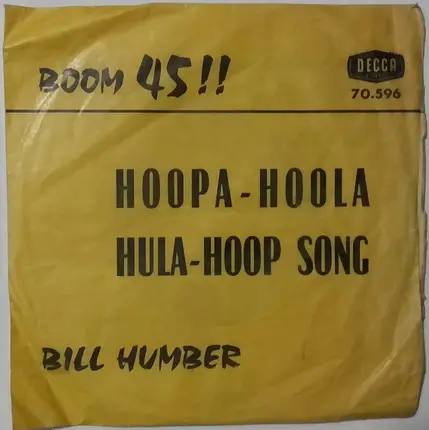 BOOM 45!!
DECCA
70.596
HOOPA-HOOLA
HULA-HOOP SONG
BILL HUMBER